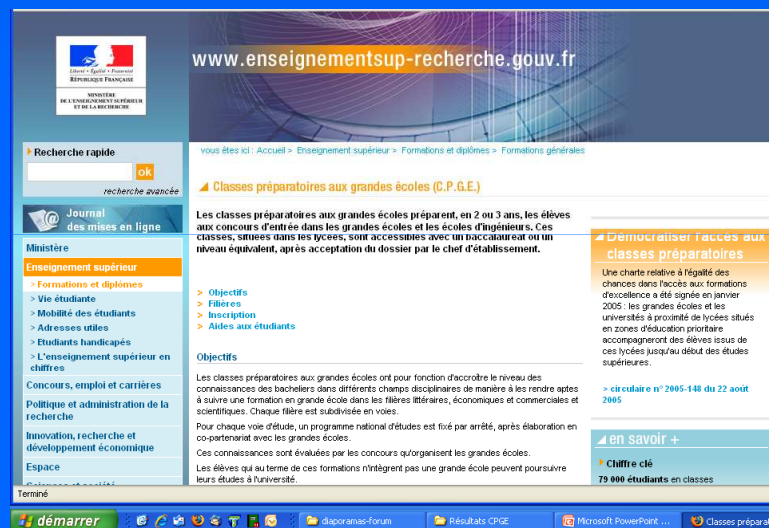 Liberté • Égalité • Fraternité
RÉPUBLIQUE FRANÇAISE
MINISTÈRE
DE L'ENSEIGNEMENT SUPÉRIEUR
ET DE LA RECHERCHE
www.enseignementsup-recherche.gouv.fr
Recherche rapide
ok
recherche avancée
Journal
des mises en ligne
Ministère
Enseignement supérieur
> Formations et diplômes
> Vie étudiante
> Mobilité des étudiants
> Adresses utiles
> Etudiants handicapés
> L'enseignement supérieur en
chiffres
Concours, emploi et carrières
Politique et administration de la
recherche
Innovation, recherche et
développement économique
Espace
Sciences et société
vous êtes ici : Accueil > Enseignement supérieur > Formations et diplômes > Formations générales
Classes préparatoires aux grandes écoles (C.P.G.E.)
Les classes préparatoires aux grandes écoles préparent, en 2 ou 3 ans, les élèves
aux concours d'entrée dans les grandes écoles et les écoles d'ingénieurs. Ces
classes, situées dans les lycées, sont accessibles avec un baccalauréat ou un
niveau équivalent, après acceptation du dossier par le chef d'établissement.
> Objectifs
> Filières
> Inscription
> Aides aux étudiants
Objectifs
Les classes préparatoires aux grandes écoles ont pour fonction d'accroître le niveau des
connaissances des bacheliers dans différents champs disciplinaires de manière à les rendre aptes
à suivre une formation en grande école dans les filières littéraires, économiques et commerciales et
scientifiques. Chaque filière est subdivisée en voies.
Pour chaque voie d'étude, un programme national d'études est fixé par arrêté, après élaboration en
co-partenariat avec les grandes écoles.
Ces connaissances sont évaluées par les concours qu'organisent les grandes écoles.
Les élèves qui au terme de ces formations n'intègrent pas une grande école peuvent poursuivre
leurs études à l'université.
Démocratiser l'accès aux
classes préparatoires
Une charte relative à l'égalité des
chances dans l'accès aux formations
d'excellence a été signée en janvier
2005 : les grandes écoles et les
universités à proximité de lycées situés
en zones d'éducation prioritaire
accompagneront des élèves issus de
ces lycées jusqu'au début des études
supérieures.
> circulaire n° 2005-148 du 22 août
2005
en savoir +
Chiffre clé
79 000 étudiants en classes
Terminé
démarrer
diaporamas-forum
Résultats CPGE
Microsoft PowerPoint ...
Classes prépara